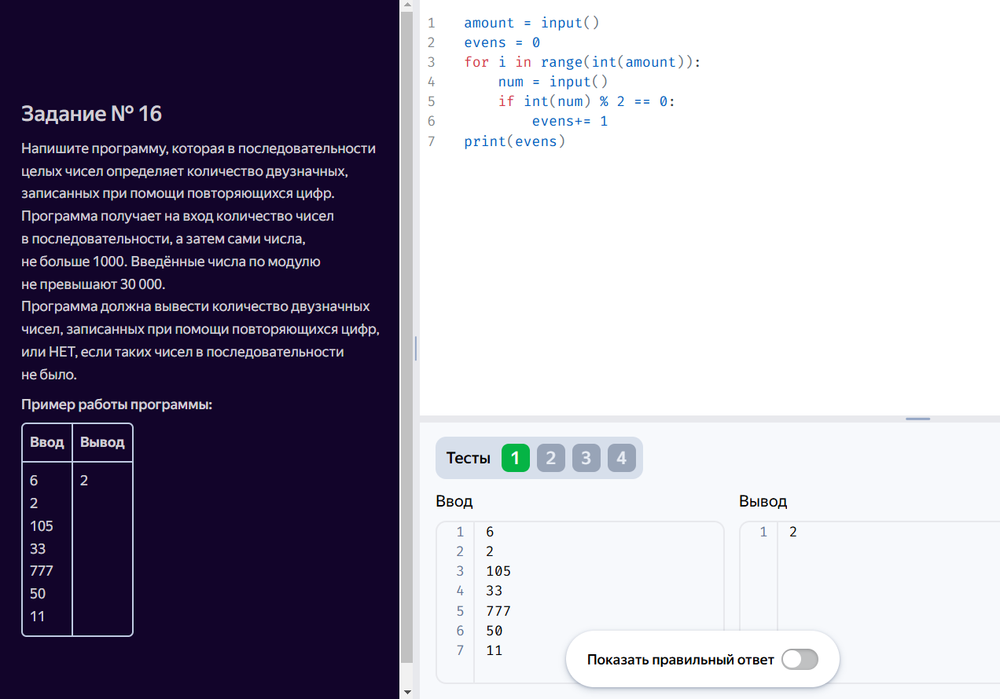 Задание № 16
Напишите программу, которая в последовательности
целых чисел определяет количество двузначных,
записанных при помощи повторяющихся цифр.
Программа получает на вход количество чисел
в последовательности, а затем сами числа,
не больше 1000. Введённые числа по модулю
не превышают 30 000.
Программа должна вывести количество двузначных
чисел, записанных при помощи повторяющихся цифр,
или НЕТ, если таких чисел в последовательности
не было.
Пример работы программы:
Ввод Вывод
6 2
2
105
33
777
50
11
1 amount = input()
2 evens = 0
3 for i in range(int(amount)):
4     num = input()
5     if int(num) % 2 == 0:
6         evens+= 1
7 print(evens)
Тесты 1 2 3 4
Ввод
1 6
2 2
3 105
4 33
5 777
6 50
7 11
Вывод
1 2
Показать правильный ответ